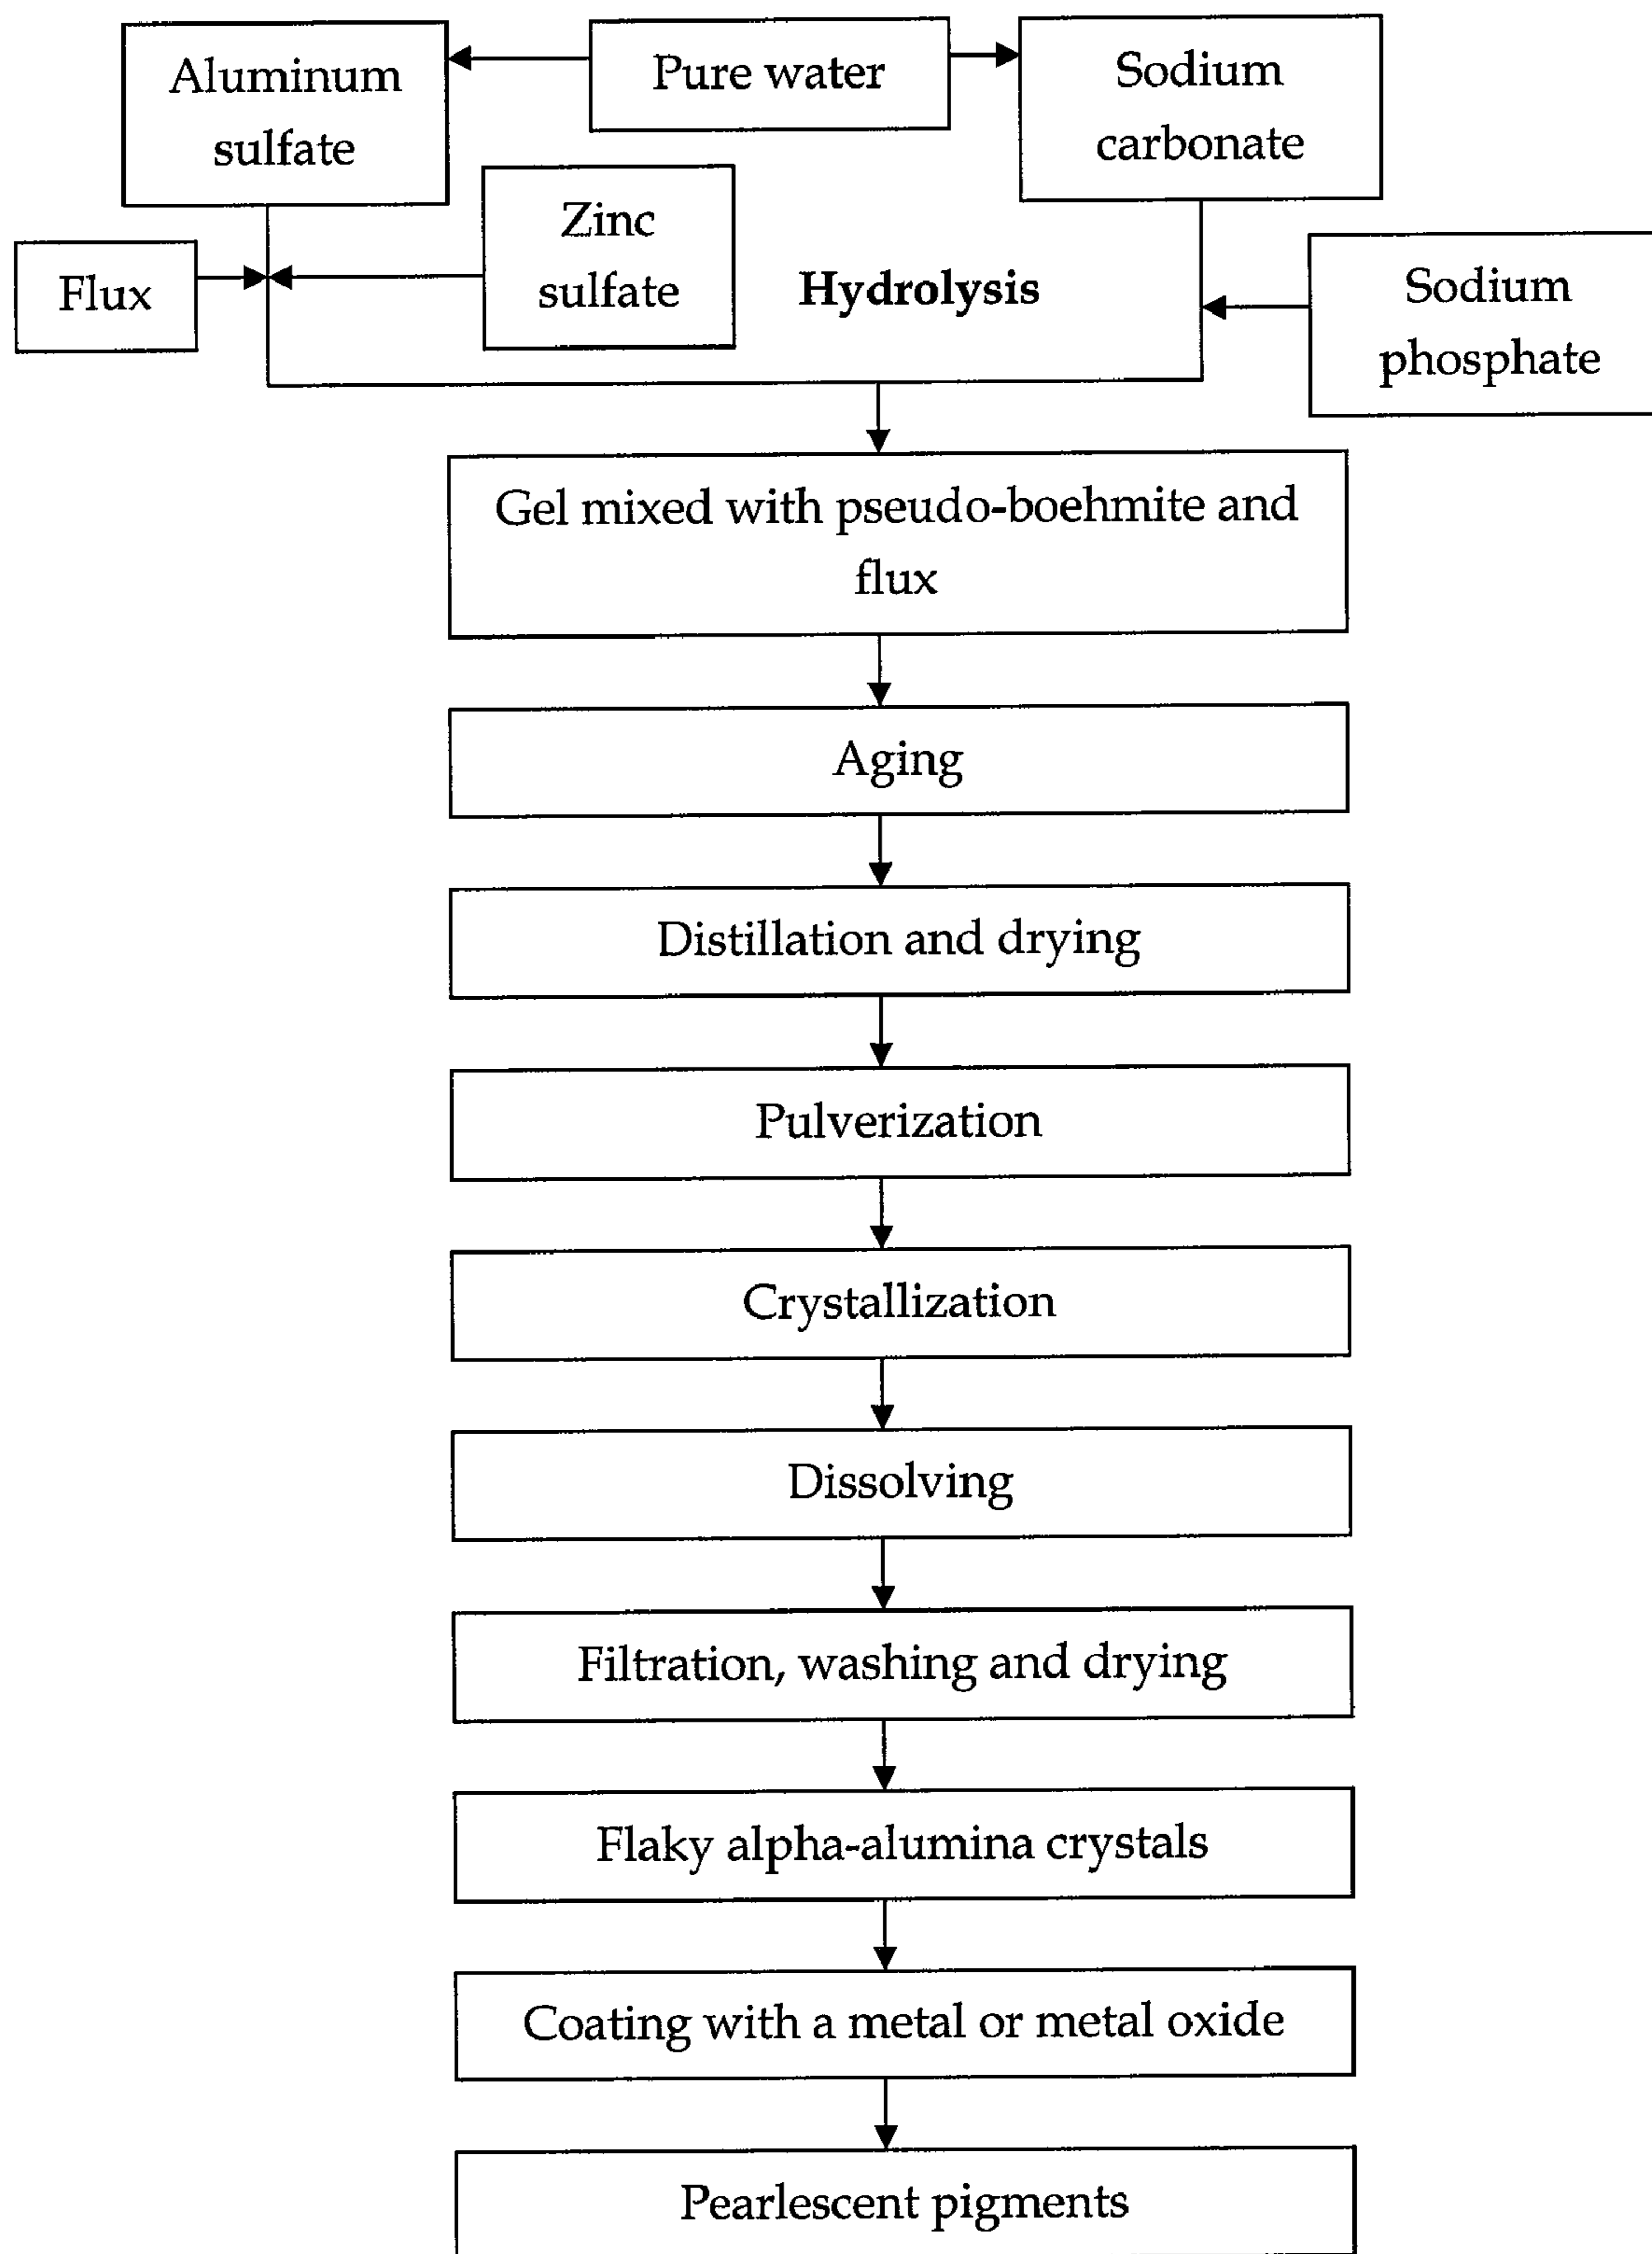 Aluminum
sulfate
Pure water
Sodium
carbonate
Zinc
sulfate
Flux
Hydrolysis
Sodium
phosphate
Gel mixed with pseudo-boehmite and
flux
Aging
Distillation and drying
Pulverization
Crystallization
Dissolving
Filtration, washing and drying
Flaky alpha-alumina crystals
Coating with a metal or metal oxide
Pearlescent pigments